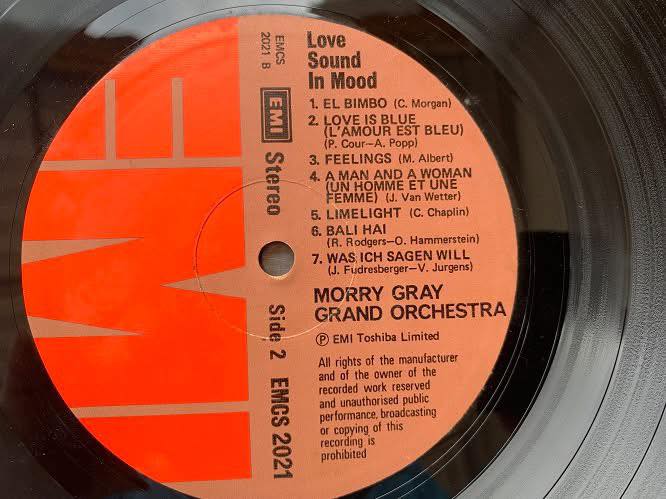 EMCS
2021 B
EMI
Stereo
Side 2
EMCS 2021
EMI
Love
Sound
In Mood
1. EL BIMBO (C. Morgan)
2. LOVE IS BLUE
(L'AMOUR EST BLEU)
(P. Cour–A. Popp)
3. FEELINGS (M. Albert)
4. A MAN AND A WOMAN
(UN HOMME ET UNE
FEMME) (J. Van Wetter)
5. LIMELIGHT (C. Chaplin)
6. BALI HAI
(R. Rodgers–O. Hammerstein)
7. WAS ICH SAGEN WILL
(J. Fudresberger–V. Jurgens)
MORRY GRAY
GRAND ORCHESTRA
Ⓟ EMI Toshiba Limited
All rights of the manufacturer
and of the owner of the
recorded work reserved
and unauthorised public
performance, broadcasting
or copying of this
recording is
prohibited